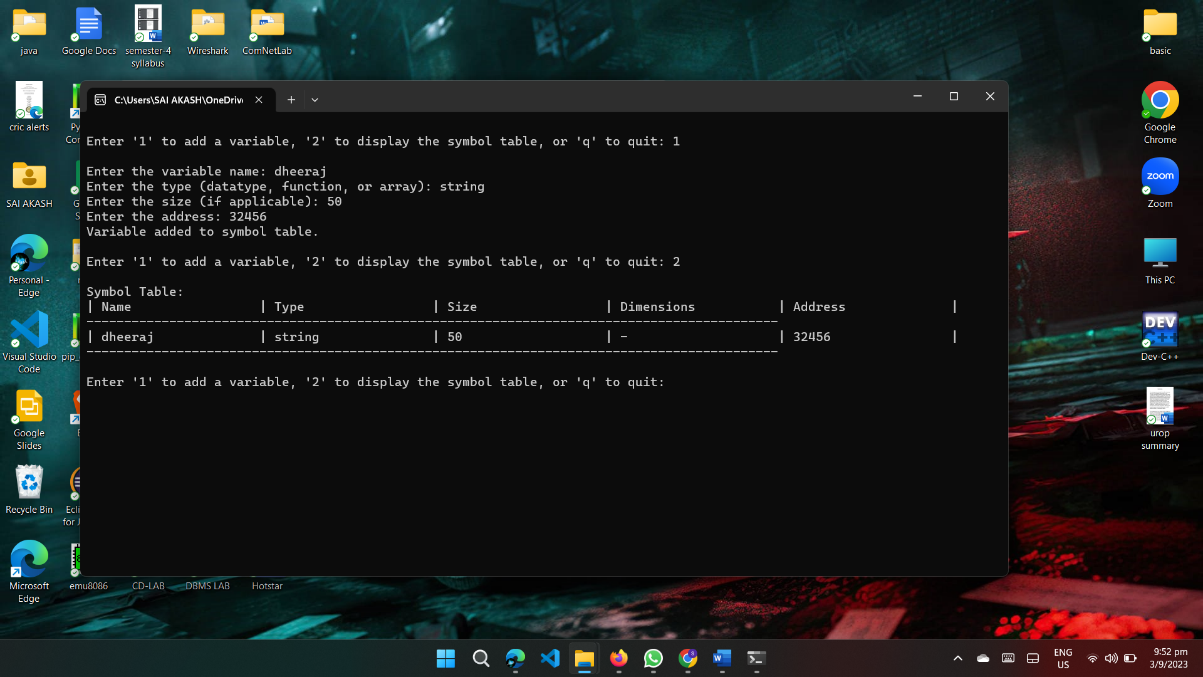 java
Google Docs
semester-4
syllabus
Wireshark
ComNetLab
basic
C:\Users\SAI AKASH\OneDrive
cric alerts
Google
Chrome
Enter '1' to add a variable, '2' to display the symbol table, or 'q' to quit: 1
Enter the variable name: dheeraj
Enter the type (datatype, function, or array): string
Enter the size (if applicable): 50
Enter the address: 32456
Variable added to symbol table.
Enter '1' to add a variable, '2' to display the symbol table, or 'q' to quit: 2
Symbol Table:
| Name | Type | Size | Dimensions | Address |
--------------------------------------------------------------------------------------------
| dheeraj | string | 50 | - | 32456 |
--------------------------------------------------------------------------------------------
Enter '1' to add a variable, '2' to display the symbol table, or 'q' to quit:
SAI AKASH
zoom
Zoom
Personal -
Edge
This PC
Visual Studio
Code
pip_
DEV
Dev-C++
Google
Slides
urop
summary
Recycle Bin
Ecli
for J
Microsoft
Edge
emu8086
CD-LAB
DBMS LAB
Hotstar
ENG
US
9:52 pm
3/9/2023